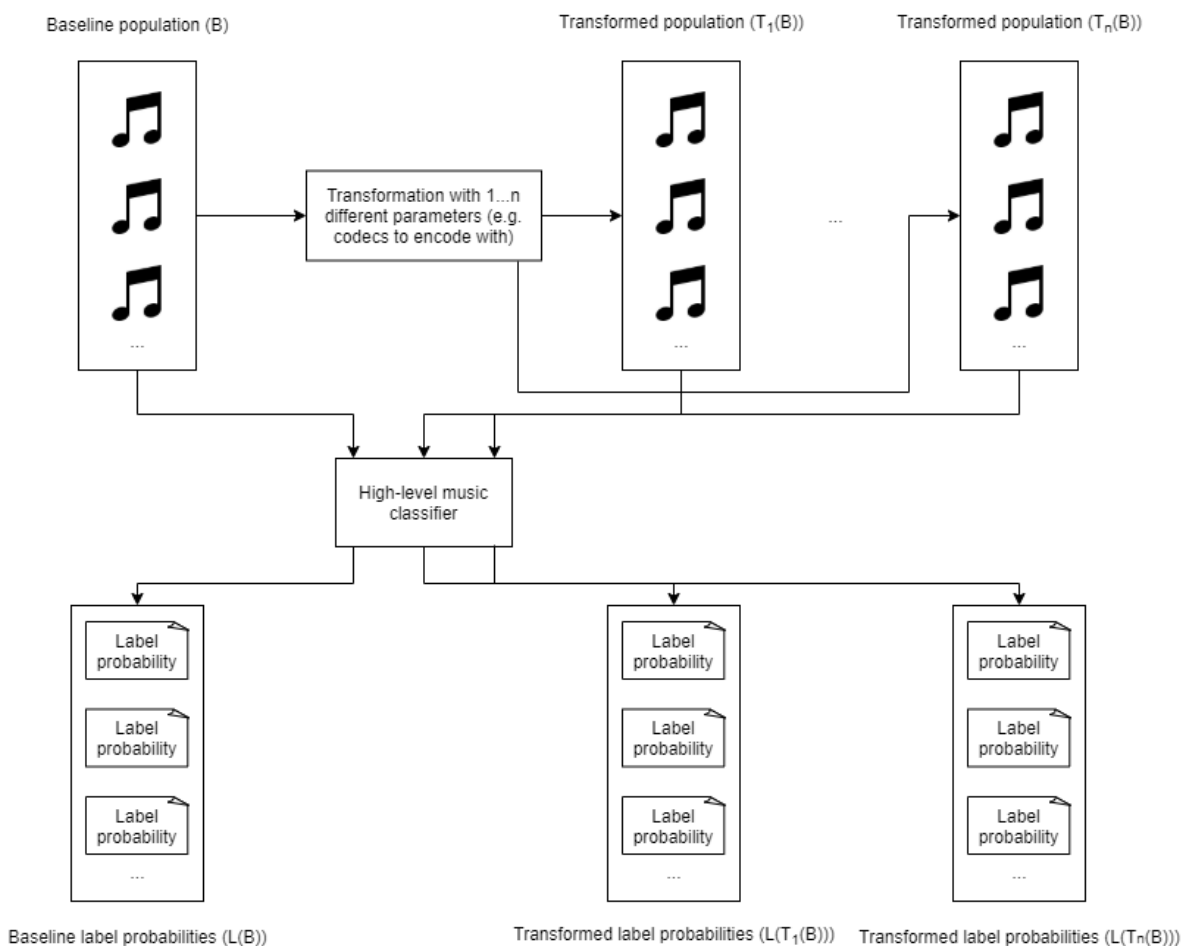 Baseline population (B)
Transformed population (T₁(B))
Transformed population (Tₙ(B))
Transformation with 1...n
different parameters (e.g.
codecs to encode with)
...
...
...
...
High-level music
classifier
Label
probability
Label
probability
Label
probability
Label
probability
Label
probability
Label
probability
Label
probability
Label
probability
Label
probability
...
...
...
Baseline label probabilities (L(B))
Transformed label probabilities (L(T₁(B)))
Transformed label probabilities (L(Tₙ(B)))